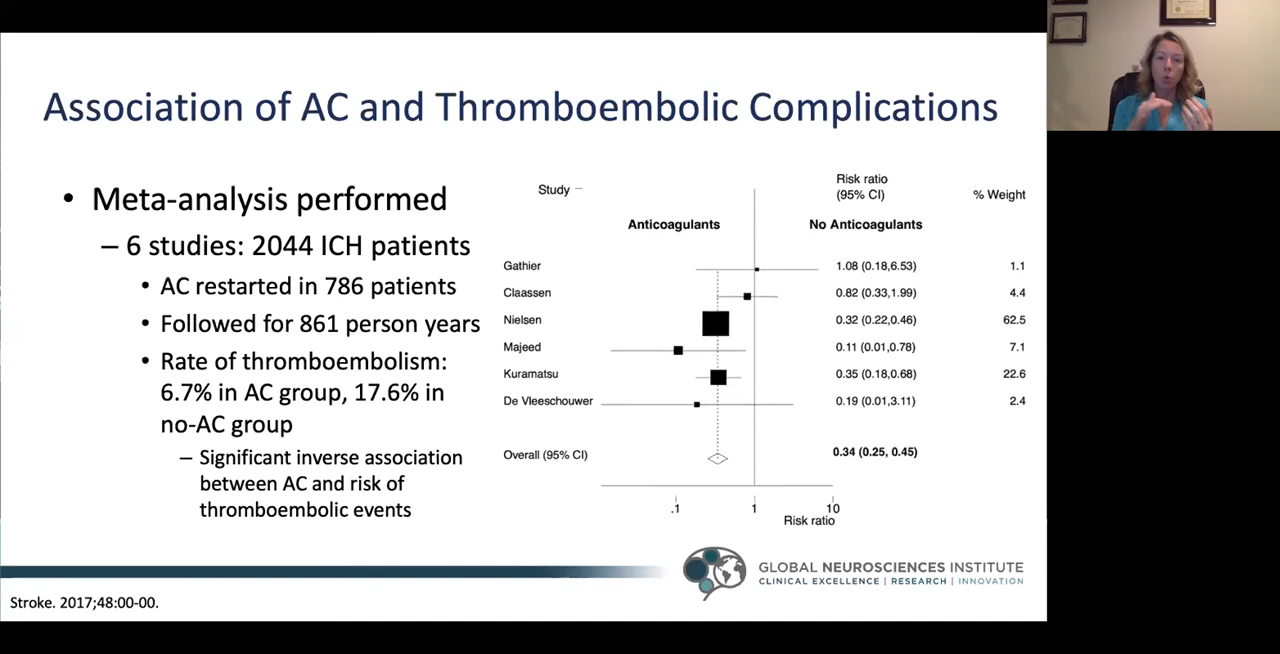 Association of AC and Thromboembolic Complications
• Meta-analysis performed
– 6 studies: 2044 ICH patients
• AC restarted in 786 patients
• Followed for 861 person years
• Rate of thromboembolism:
6.7% in AC group, 17.6% in
no-AC group
– Significant inverse association
between AC and risk of
thromboembolic events
Study
Risk ratio
(95% CI)
% Weight
Anticoagulants
No Anticoagulants
Gathier 1.08 (0.18,6.53) 1.1
Claassen 0.82 (0.33,1.99) 4.4
Nielsen 0.32 (0.22,0.46) 62.5
Majeed 0.11 (0.01,0.78) 7.1
Kuramatsu 0.35 (0.18,0.68) 22.6
De Vleeschouwer 0.19 (0.01,3.11) 2.4
Overall (95% CI) 0.34 (0.25, 0.45)
.1 1 10
Risk ratio
GLOBAL NEUROSCIENCES INSTITUTE
CLINICAL EXCELLENCE | RESEARCH | INNOVATION
Stroke. 2017;48:00-00.